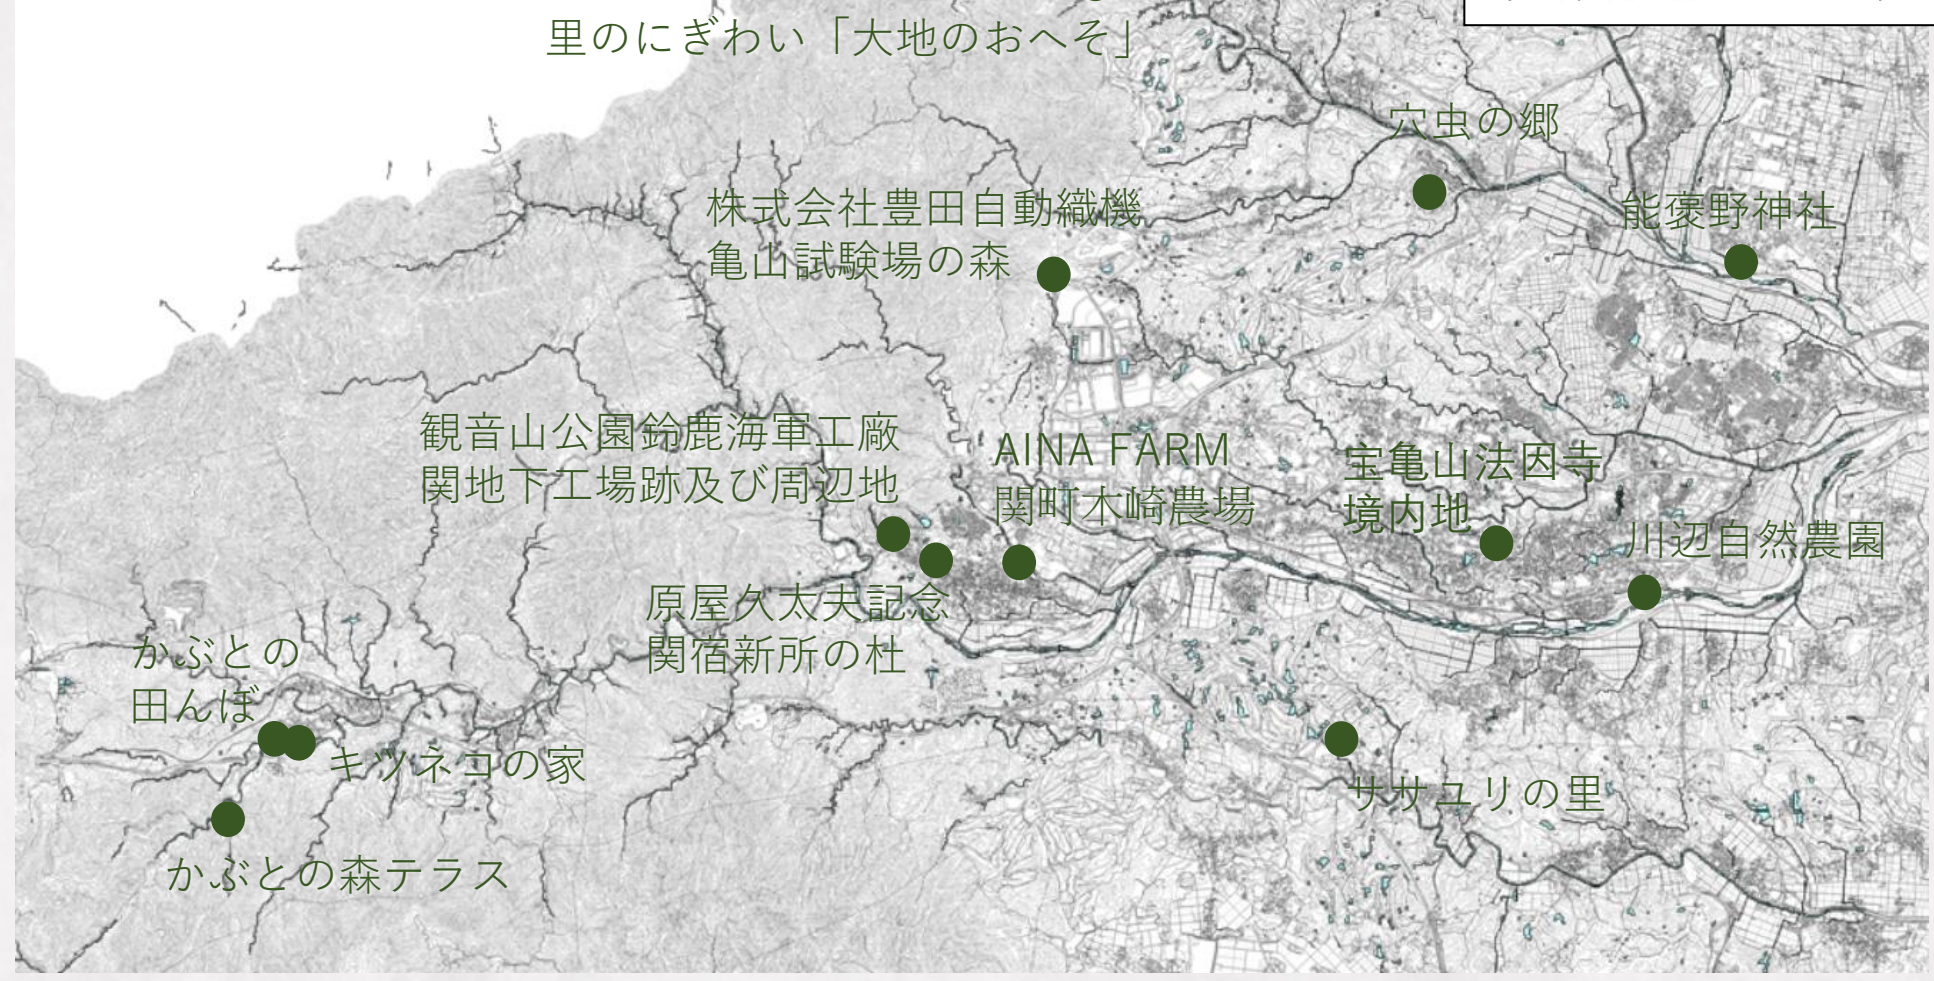 里のにぎわい「大地のおへそ」
穴虫の郷
株式会社豊田自動織機
亀山試験場の森
能褒野神社
観音山公園鈴鹿海軍工廠
関地下工場跡及び周辺地
AINA FARM
関町木崎農場
宝亀山法因寺
境内地
川辺自然農園
原屋久太夫記念
関宿新所の杜
かぶとの
田んぼ
キツネコの家
ササユリの里
かぶとの森テラス